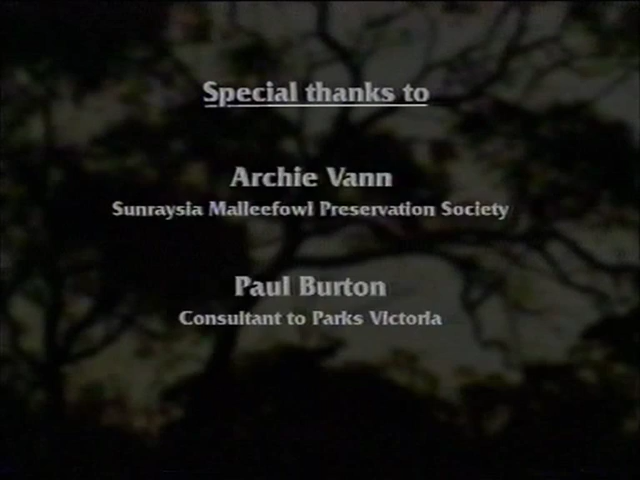 Special thanks to
Archie Vann
Sunraysia Malleefowl Preservation Society
Paul Burton
Consultant to Parks Victoria